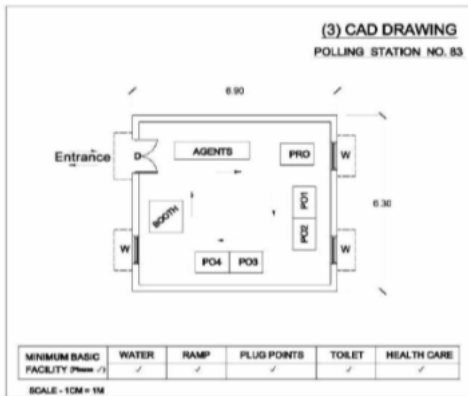 (3) CAD DRAWING
POLLING STATION NO. 83
6.90
Entrance
D
AGENTS
PRO
W
PO1
PO2
6.30
BOOTH
W
PO4
PO3
W
MINIMUM BASIC FACILITY (Please ✓)
WATER
RAMP
PLUG POINTS
TOILET
HEALTH CARE
✓ ✓ ✓ ✓ ✓
SCALE - 1CM = 1M